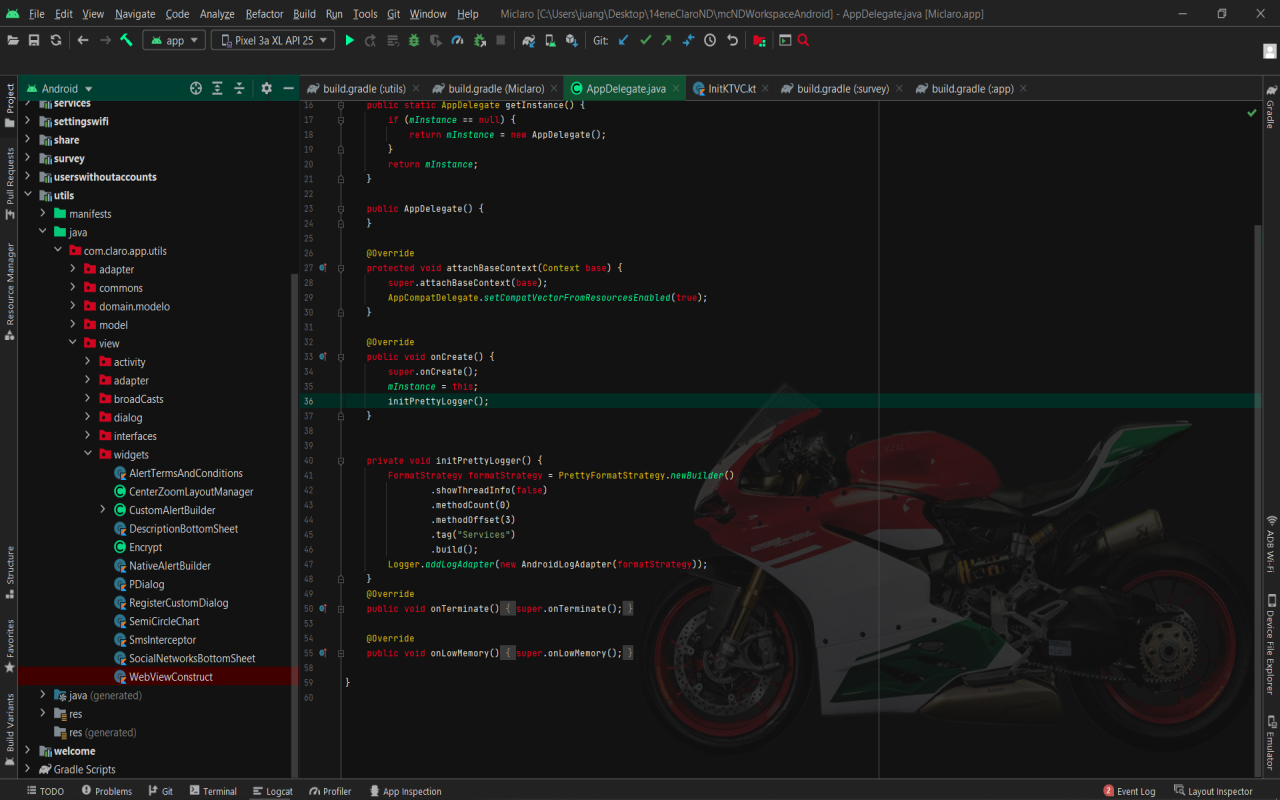 File Edit View Navigate Code Analyze Refactor Build Run Tools Git Window Help Miclaro [C:\Users\juang\Desktop\14eneClaroND\mcNDWorkspaceAndroid] - AppDelegate.java [Miclaro.app]
app Pixel 3a XL API 25 Git:
Android build.gradle (:utils) build.gradle (Miclaro) AppDelegate.java InitKTVC.kt build.gradle (:survey) build.gradle (:app)
Project
Pull Requests
Resource Manager
Structure
Favorites
Build Variants
services
settingswifi
share
survey
userswithoutaccounts
utils
manifests
java
com.claro.app.utils
adapter
commons
domain.modelo
model
view
activity
adapter
broadCasts
dialog
interfaces
widgets
AlertTermsAndConditions
CenterZoomLayoutManager
CustomAlertBuilder
DescriptionBottomSheet
Encrypt
NativeAlertBuilder
PDialog
RegisterCustomDialog
SemiCircleChart
SmsInterceptor
SocialNetworksBottomSheet
WebViewConstruct
java (generated)
res
res (generated)
welcome
Gradle Scripts
16 public static AppDelegate getInstance() {
17 if (mInstance == null) {
18 return mInstance = new AppDelegate();
19 }
20 return mInstance;
21 }
22
23 public AppDelegate() {
24 }
25
26 @Override
27 protected void attachBaseContext(Context base) {
28 super.attachBaseContext(base);
29 AppCompatDelegate.setCompatVectorFromResourcesEnabled(true);
30 }
31
32 @Override
33 public void onCreate() {
34 super.onCreate();
35 mInstance = this;
36 initPrettyLogger();
37 }
38
39
40 private void initPrettyLogger() {
41 FormatStrategy formatStrategy = PrettyFormatStrategy.newBuilder()
42 .showThreadInfo(false)
43 .methodCount(0)
44 .methodOffset(3)
45 .tag("Services")
46 .build();
47 Logger.addLogAdapter(new AndroidLogAdapter(formatStrategy));
48 }
49 @Override
50 public void onTerminate() { super.onTerminate(); }
53
54 @Override
55 public void onLowMemory() { super.onLowMemory(); }
58
59 }
60
Gradle
ADB Wi-Fi
Device File Explorer
Emulator
TODO Problems Git Terminal Logcat Profiler App Inspection 2 Event Log Layout Inspector